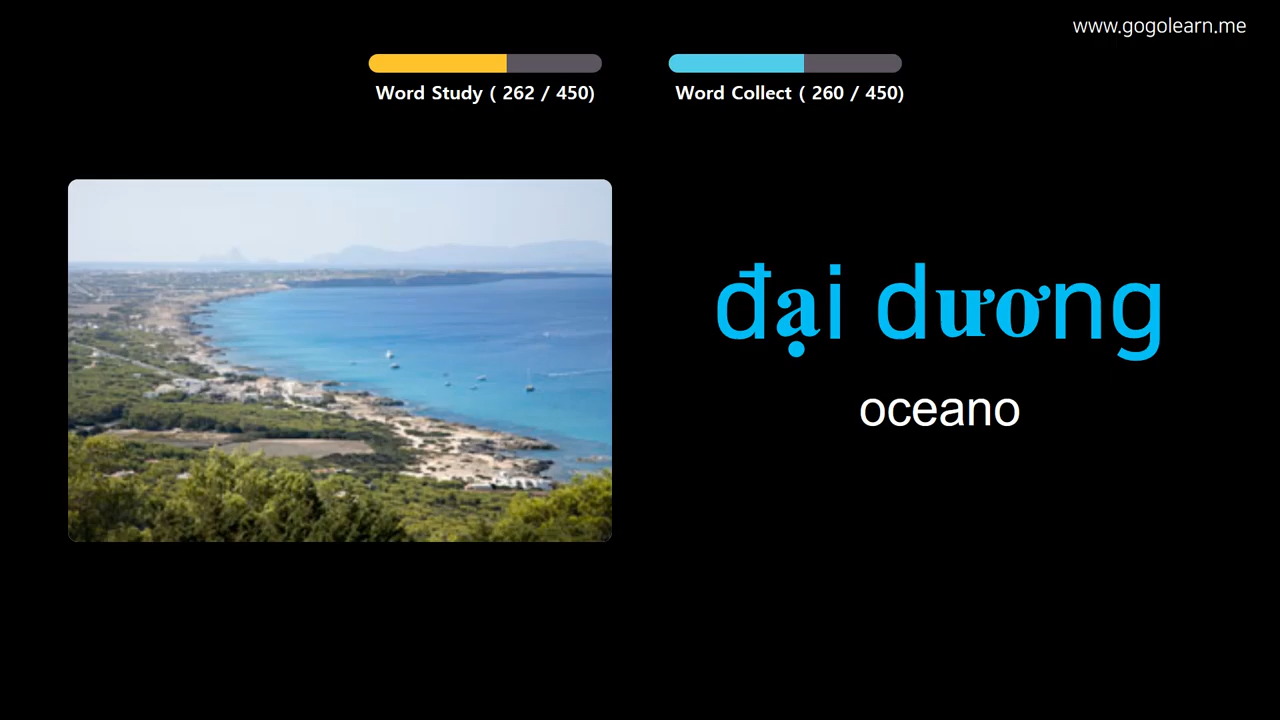 www.gogolearn.me
Word Study ( 262 / 450)
Word Collect ( 260 / 450)
đại dương
oceano